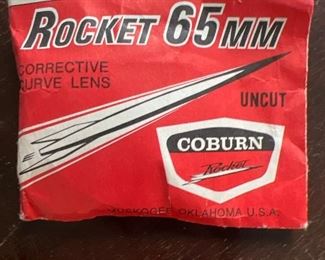 ROCKET 65MM
CORRECTIVE
CURVE LENS
UNCUT
COBURN
Rocket
MUSKOGEE OKLAHOMA U.S.A.